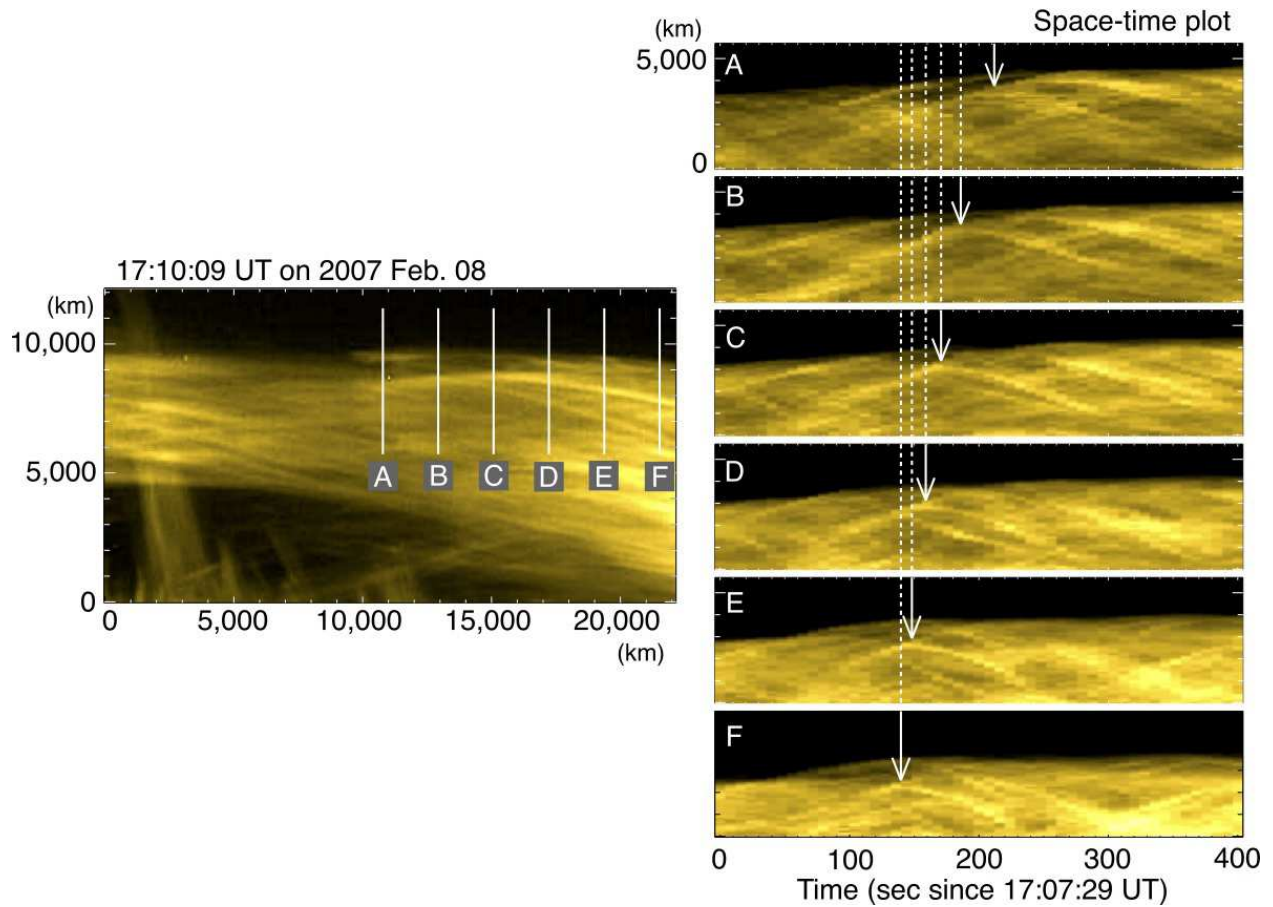 17:10:09 UT on 2007 Feb. 08
(km)
10,000
5,000
0
A B C D E F
0 5,000 10,000 15,000 20,000
(km)
Space-time plot
(km)
5,000
0
A
B
C
D
E
F
0 100 200 300 400
Time (sec since 17:07:29 UT)